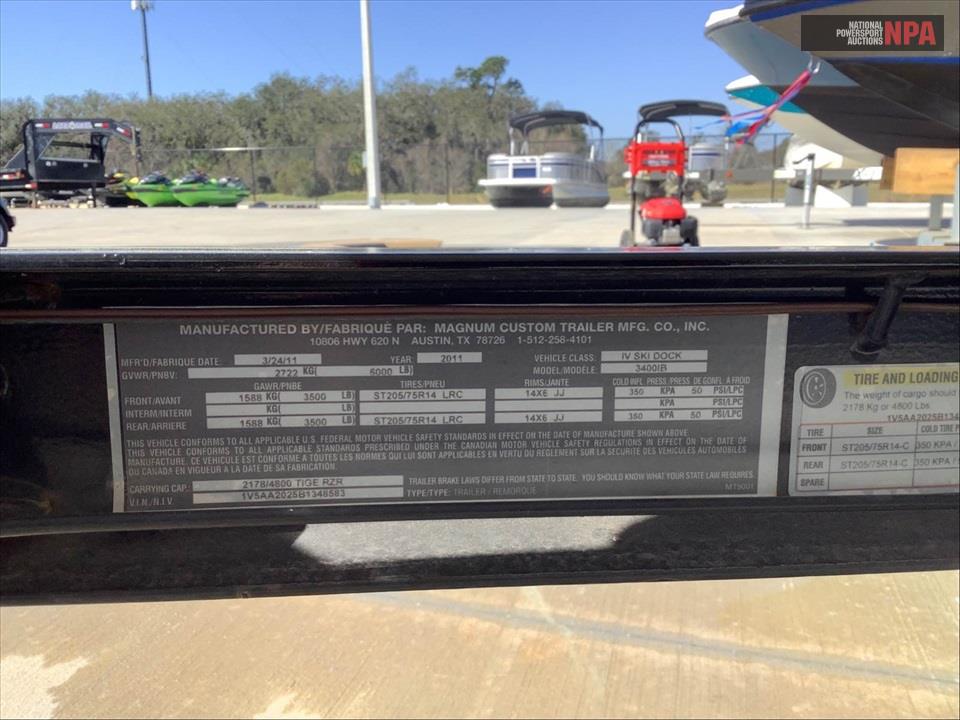 NATIONAL
POWERSPORT
AUCTIONS
NPA
MANUFACTURED BY/FABRIQUÉ PAR: MAGNUM CUSTOM TRAILER MFG. CO., INC.
10806 HWY 620 N AUSTIN, TX 78726 1-512-258-4101
MFR'D/FABRIQUE DATE: 3/24/11 YEAR: 2011 VEHICLE CLASS: IV SKI DOCK
GVWR/PNBV: 2722 KG( 5000 LB) MODEL/MODÈLE: 3400IB
GAWR/PNBE TIRES/PNEU RIMS/JANTE COLD INFL. PRESS./PRESS. DE GONFL. À FROID
FRONT/AVANT 1588 KG( 3500 LB) ST205/75R14 LRC 14X6 JJ 350 KPA 50 PSI/LPC
INTERM/INTERM KG( LB) KPA PSI/LPC
REAR/ARRIERE 1588 KG( 3500 LB) ST205/75R14 LRC 14X6 JJ 350 KPA 50 PSI/LPC
THIS VEHICLE CONFORMS TO ALL APPLICABLE U.S. FEDERAL MOTOR VEHICLE SAFETY STANDARDS IN EFFECT ON THE DATE OF MANUFACTURE SHOWN ABOVE.
THIS VEHICLE CONFORMS TO ALL APPLICABLE STANDARDS PRESCRIBED UNDER THE CANADIAN MOTOR VEHICLE SAFETY REGULATIONS IN EFFECT ON THE DATE OF
MANUFACTURE. CE VÉHICULE EST CONFORME A TOUTES LES NORMES QUI LUI SONT APPLICABLES EN VERTU DU REGLEMENT SUR LA SECURITE DES VEHICULES AUTOMOBILES
DU CANADA EN VIGUEUR A LA DATE DE SA FABRICATION.
CARRYING CAP.: 2178/4800 TIGE RZR TRAILER BRAKE LAWS DIFFER FROM STATE TO STATE. YOU SHOULD KNOW WHAT YOUR STATE LAW REQUIRES.
V.I.N./N.I.V. 1V5AA2025B1348583 TYPE/TYPE: TRAILER / REMORQUE MT5001
TIRE AND LOADING
The weight of cargo should
2178 Kg or 4800 Lbs.
1V5AA2025B
TIRE SIZE COLD TIRE P
FRONT ST205/75R14-C 350 KPA /
REAR ST205/75R14-C 350 KPA /
SPARE